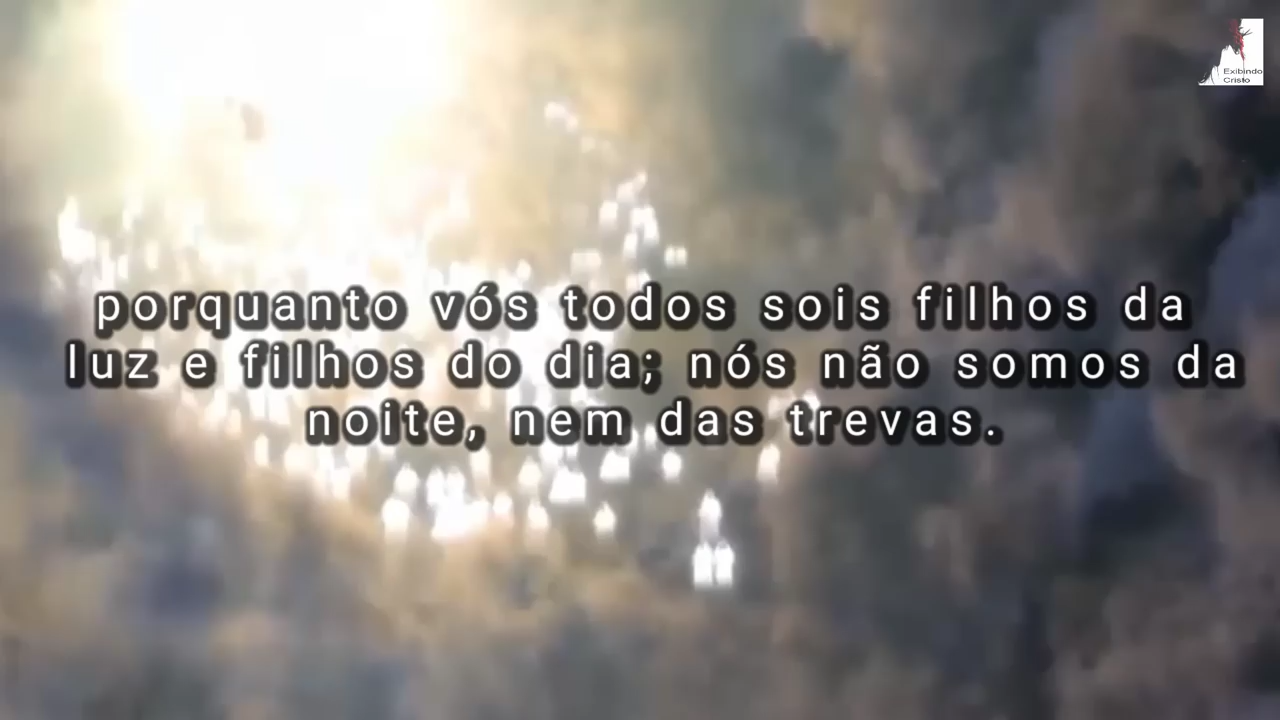 Exibindo
Cristo
porquanto vós todos sois filhos da
luz e filhos do dia; nós não somos da
noite, nem das trevas.